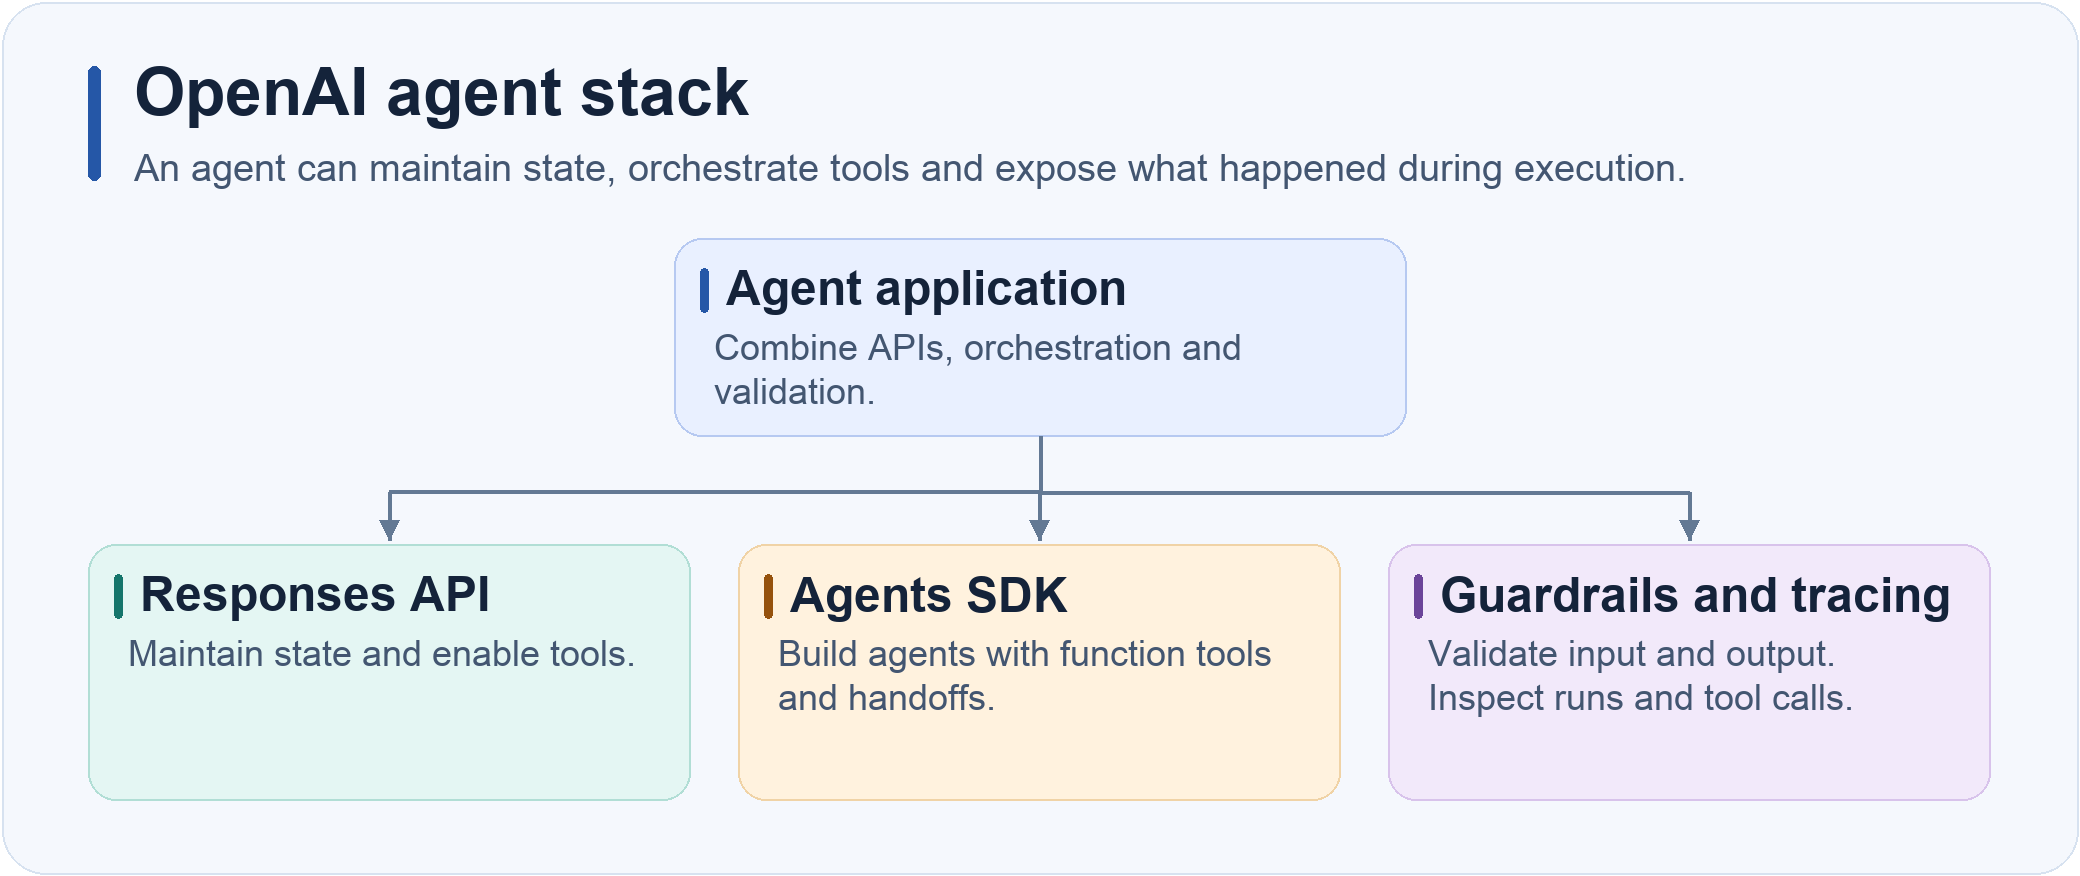 OpenAI agent stack
An agent can maintain state, orchestrate tools and expose what happened during execution.
Agent application
Combine APIs, orchestration and
validation.
Responses API
Maintain state and enable tools.
Agents SDK
Build agents with function tools
and handoffs.
Guardrails and tracing
Validate input and output.
Inspect runs and tool calls.